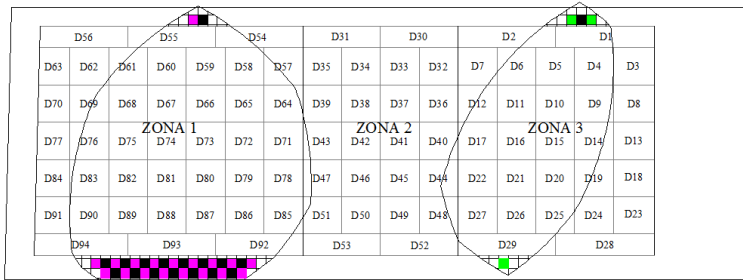 D56 D55 D54 D31 D30 D2 D1
D63 D62 D61 D60 D59 D58 D57 D35 D34 D33 D32 D7 D6 D5 D4 D3
D70 D69 D68 D67 D66 D65 D64 D39 D38 D37 D36 D12 D11 D10 D9 D8
ZONA 1 ZONA 2 ZONA 3
D77 D76 D75 D74 D73 D72 D71 D43 D42 D41 D40 D17 D16 D15 D14 D13
D84 D83 D82 D81 D80 D79 D78 D47 D46 D45 D44 D22 D21 D20 D19 D18
D91 D90 D89 D88 D87 D86 D85 D51 D50 D49 D48 D27 D26 D25 D24 D23
D94 D93 D92 D53 D52 D29 D28